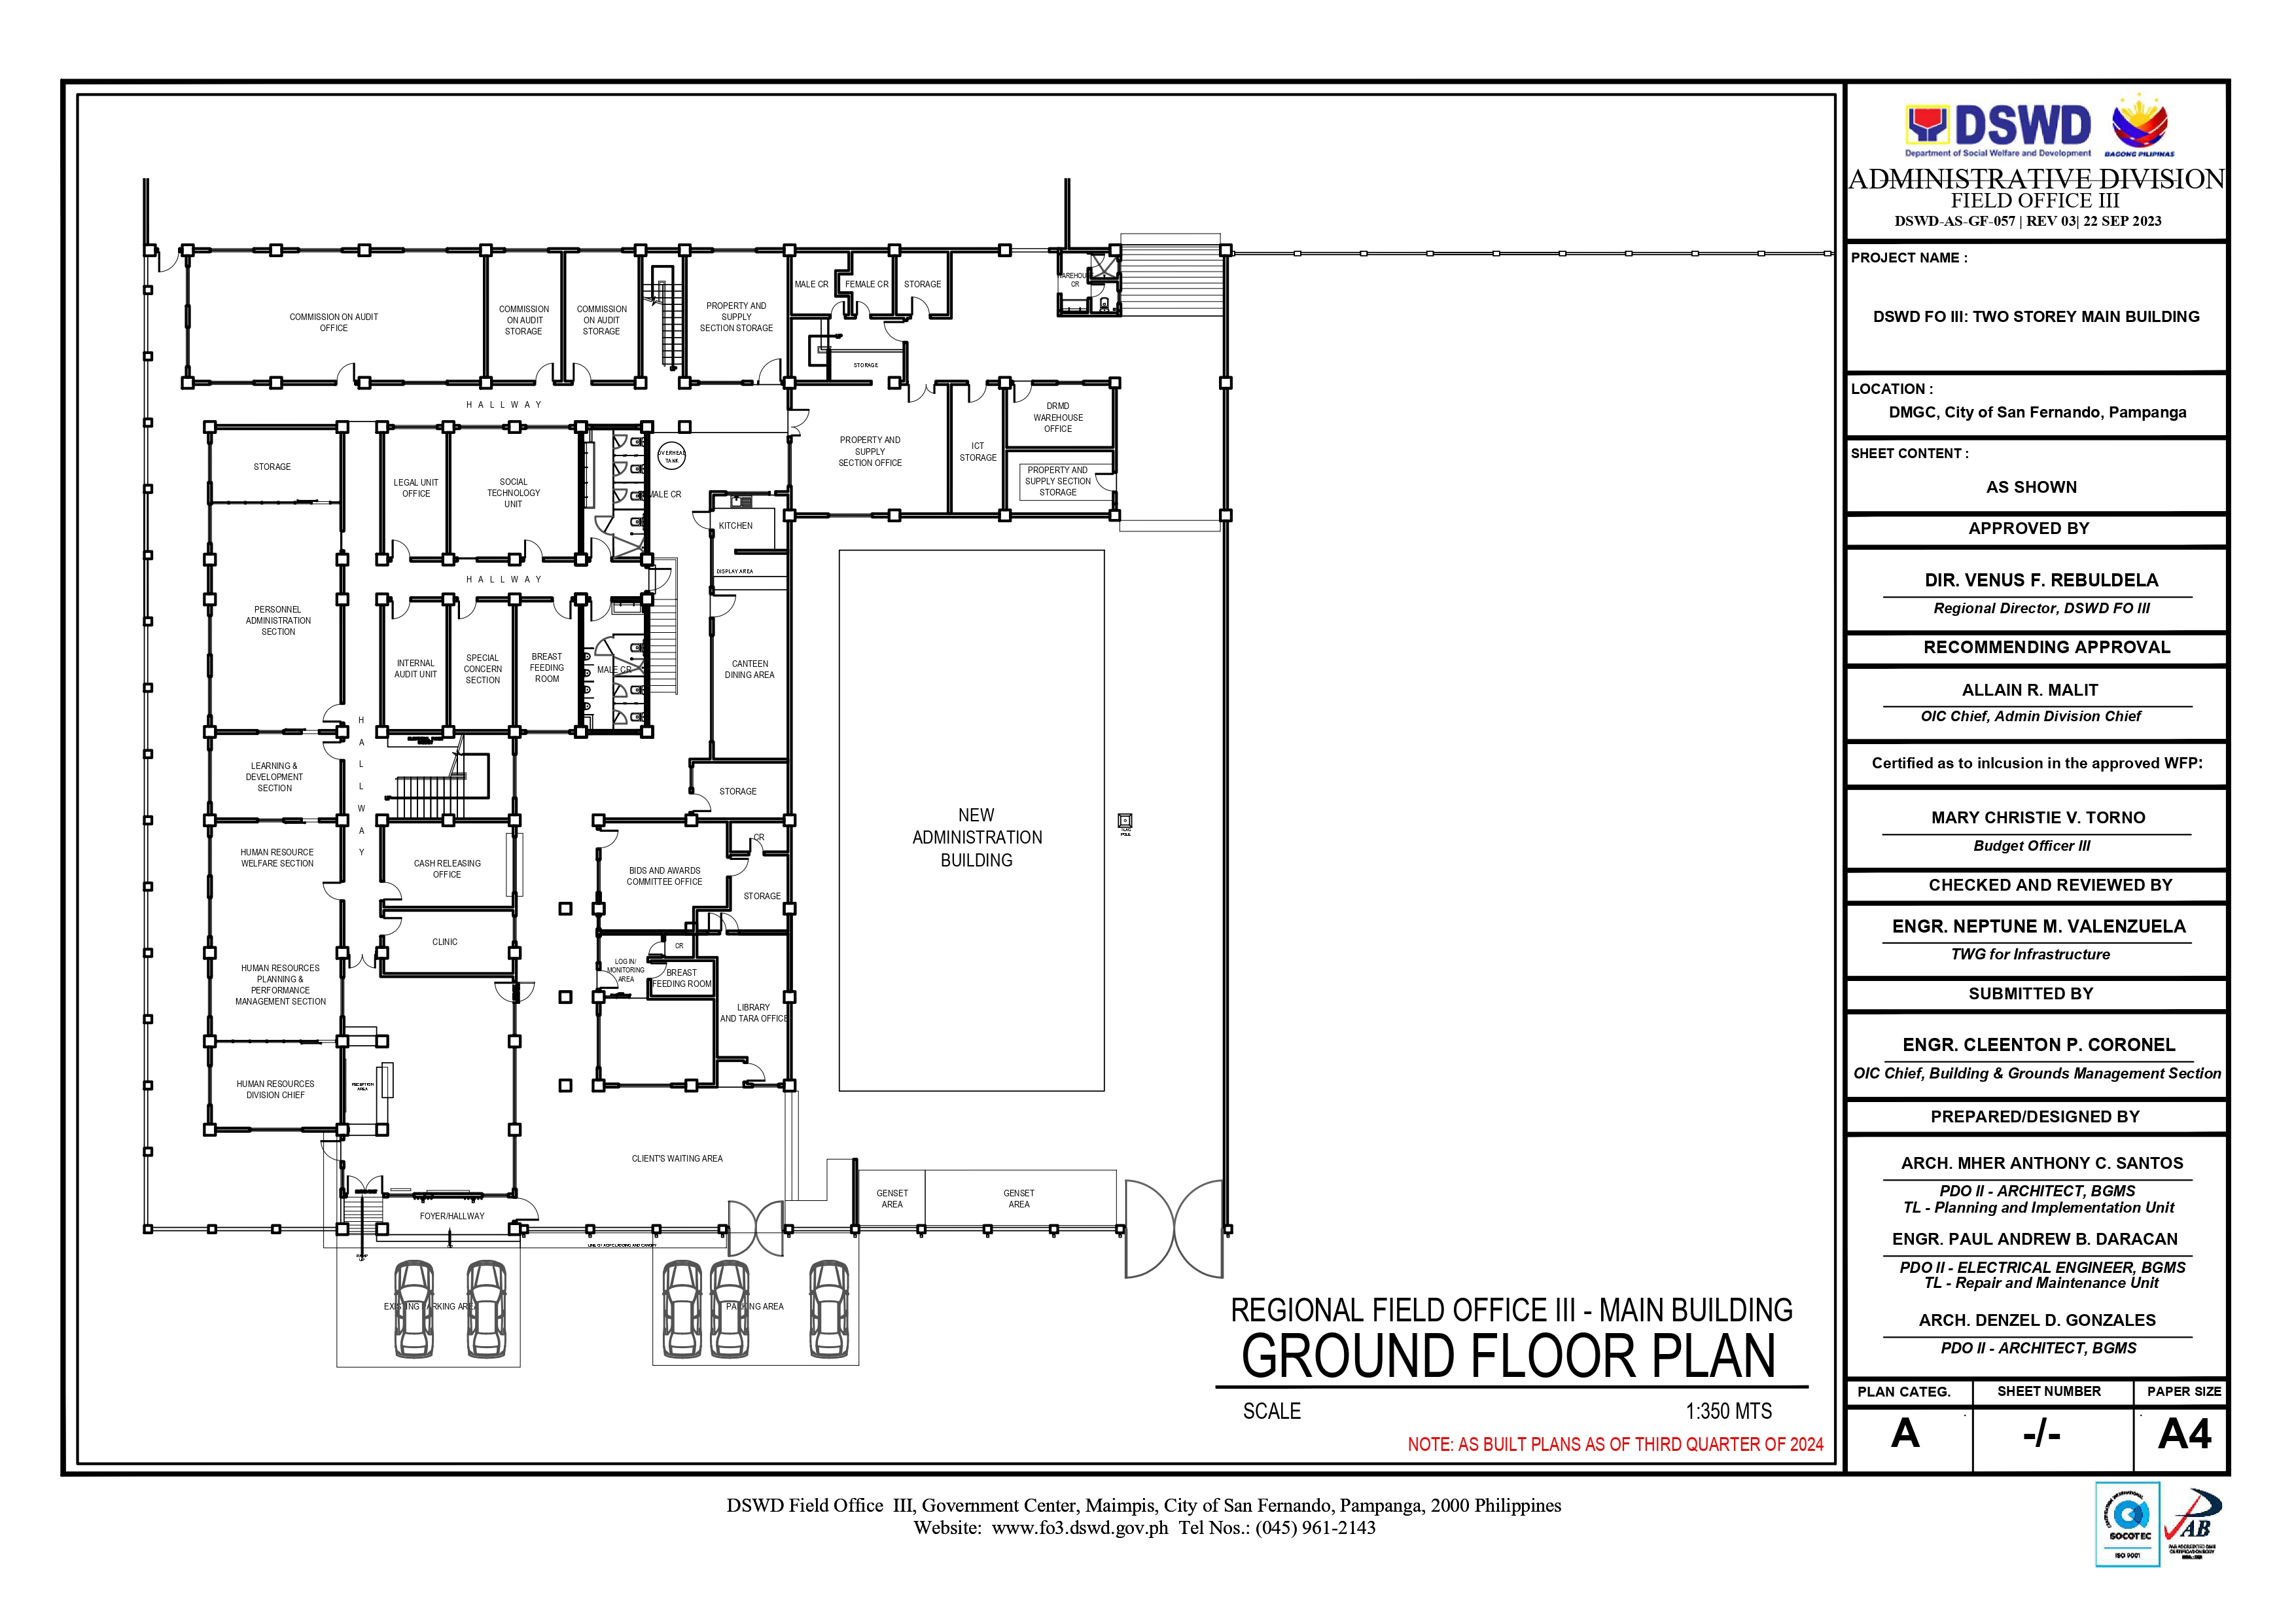 COMMISSION ON AUDIT
OFFICE
COMMISSION
ON AUDIT
STORAGE
COMMISSION
ON AUDIT
STORAGE
PROPERTY AND
SUPPLY
SECTION STORAGE
MALE CR
FEMALE CR
STORAGE
CR
UP
STORAGE
HALLWAY
STORAGE
LEGAL UNIT
OFFICE
SOCIAL
TECHNOLOGY
UNIT
MALE CR
OVERHEAD
TANK
PROPERTY AND
SUPPLY
SECTION OFFICE
ICT
STORAGE
DRMD
WAREHOUSE
OFFICE
PROPERTY AND
SUPPLY SECTION
STORAGE
KITCHEN
DISPLAY AREA
HALLWAY
PERSONNEL
ADMINISTRATION
SECTION
INTERNAL
AUDIT UNIT
SPECIAL
CONCERN
SECTION
BREAST
FEEDING
ROOM
MALE CR
CANTEEN
DINING AREA
HALLWAY
LEARNING &
DEVELOPMENT
SECTION
STORAGE
HUMAN RESOURCE
WELFARE SECTION
CASH RELEASING
OFFICE
BIDS AND AWARDS
COMMITTEE OFFICE
CR
STORAGE
NEW
ADMINISTRATION
BUILDING
FLAG
POLE
CLINIC
LOG IN/
MONITORING
AREA
CR
BREAST
FEEDING ROOM
HUMAN RESOURCES
PLANNING &
PERFORMANCE
MANAGEMENT SECTION
LIBRARY
AND TARA OFFICE
HUMAN RESOURCES
DIVISION CHIEF
RECEPTION
AREA
CLIENT'S WAITING AREA
FOYER/HALLWAY
GENSET
AREA
GENSET
AREA
LINE OF ACP CLADDING AND CANOPY
EXISTING PARKING AREA
PARKING AREA
REGIONAL FIELD OFFICE III - MAIN BUILDING
GROUND FLOOR PLAN
SCALE 1:350 MTS
NOTE: AS BUILT PLANS AS OF THIRD QUARTER OF 2024
DSWD
Department of Social Welfare and Development
BAGONG PILIPINAS
ADMINISTRATIVE DIVISION
FIELD OFFICE III
DSWD-AS-GF-057 | REV 03| 22 SEP 2023
PROJECT NAME :
DSWD FO III: TWO STOREY MAIN BUILDING
LOCATION :
DMGC, City of San Fernando, Pampanga
SHEET CONTENT :
AS SHOWN
APPROVED BY
DIR. VENUS F. REBULDELA
Regional Director, DSWD FO III
RECOMMENDING APPROVAL
ALLAIN R. MALIT
OIC Chief, Admin Division Chief
Certified as to inlcusion in the approved WFP:
MARY CHRISTIE V. TORNO
Budget Officer III
CHECKED AND REVIEWED BY
ENGR. NEPTUNE M. VALENZUELA
TWG for Infrastructure
SUBMITTED BY
ENGR. CLEENTON P. CORONEL
OIC Chief, Building & Grounds Management Section
PREPARED/DESIGNED BY
ARCH. MHER ANTHONY C. SANTOS
PDO II - ARCHITECT, BGMS
TL - Planning and Implementation Unit
ENGR. PAUL ANDREW B. DARACAN
PDO II - ELECTRICAL ENGINEER, BGMS
TL - Repair and Maintenance Unit
ARCH. DENZEL D. GONZALES
PDO II - ARCHITECT, BGMS
PLAN CATEG. SHEET NUMBER PAPER SIZE
A -/- A4
DSWD Field Office III, Government Center, Maimpis, City of San Fernando, Pampanga, 2000 Philippines
Website: www.fo3.dswd.gov.ph Tel Nos.: (045) 961-2143
SOCOTEC
ISO 9001
PAB